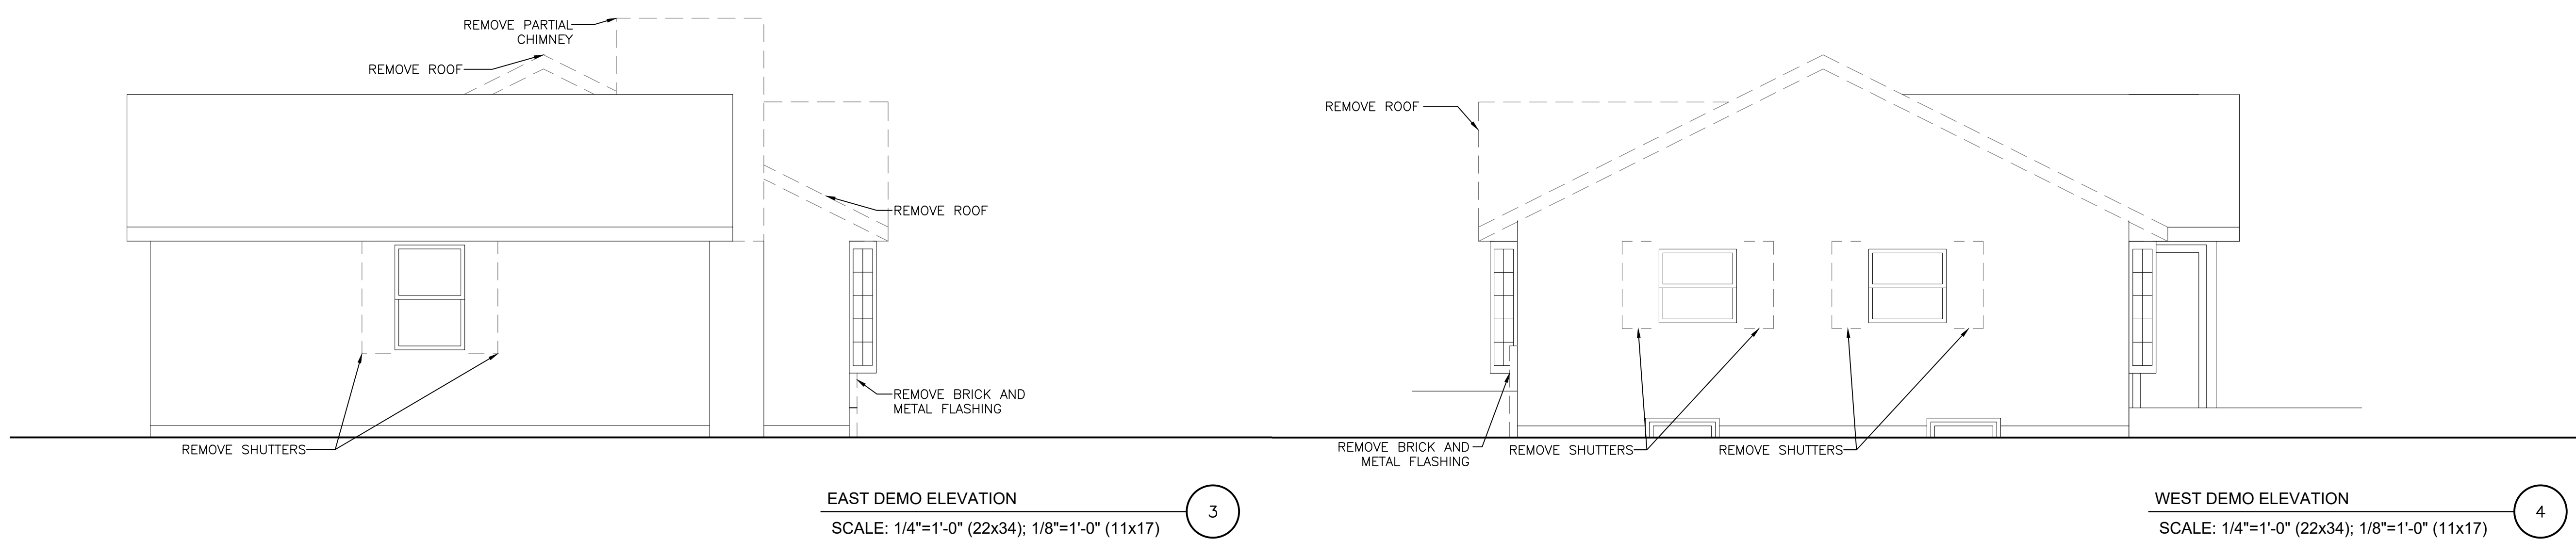 REMOVE PARTIAL
CHIMNEY
REMOVE ROOF
REMOVE ROOF
REMOVE BRICK AND
METAL FLASHING
REMOVE SHUTTERS
EAST DEMO ELEVATION
SCALE: 1/4"=1'-0" (22x34); 1/8"=1'-0" (11x17)
3
REMOVE ROOF
REMOVE BRICK AND
METAL FLASHING
REMOVE SHUTTERS
REMOVE SHUTTERS
WEST DEMO ELEVATION
SCALE: 1/4"=1'-0" (22x34); 1/8"=1'-0" (11x17)
4